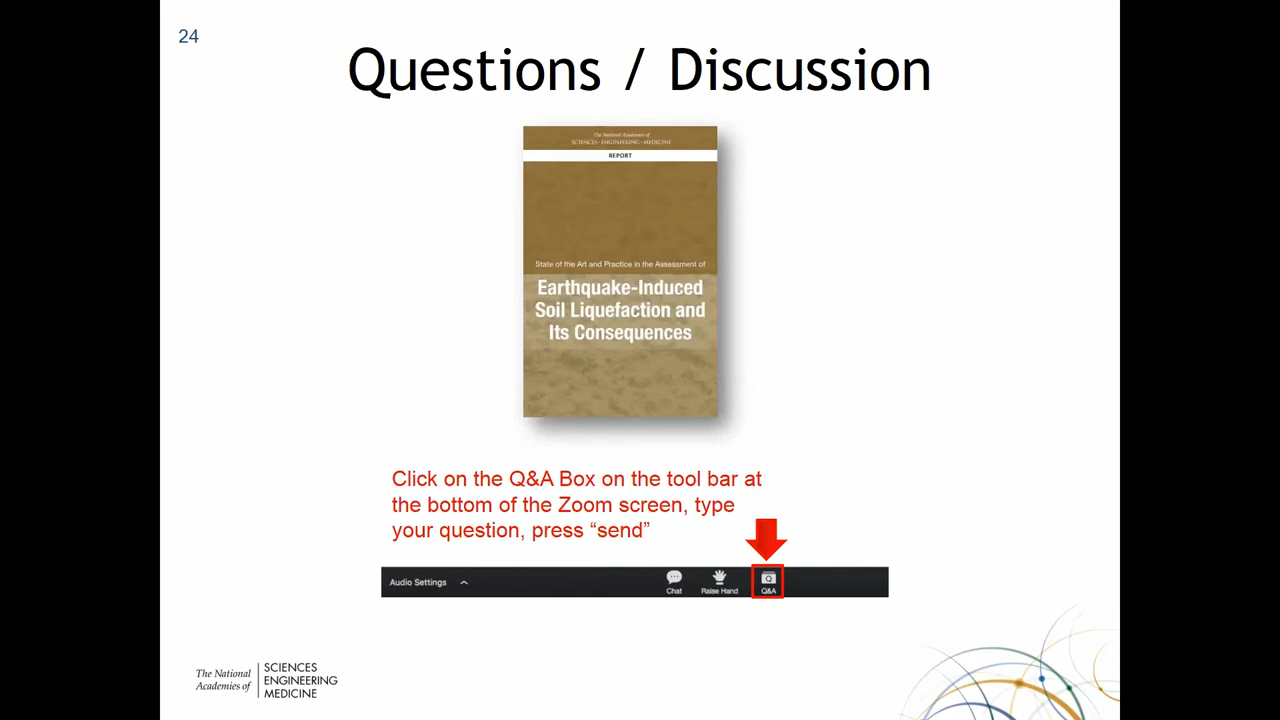 24
Questions / Discussion
The National Academies of
SCIENCES • ENGINEERING • MEDICINE
REPORT
State of the Art and Practice in the Assessment of
Earthquake-Induced
Soil Liquefaction and
Its Consequences
Click on the Q&A Box on the tool bar at
the bottom of the Zoom screen, type
your question, press “send”
Audio Settings
Chat
Raise Hand
Q&A
The National
Academies of
SCIENCES
ENGINEERING
MEDICINE